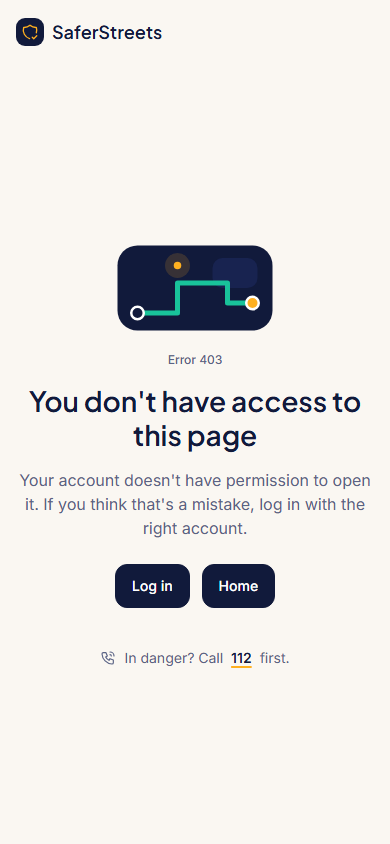 SaferStreets
Error 403
You don't have access to
this page
Your account doesn't have permission to open
it. If you think that's a mistake, log in with the
right account.
Log in Home
In danger? Call 112 first.